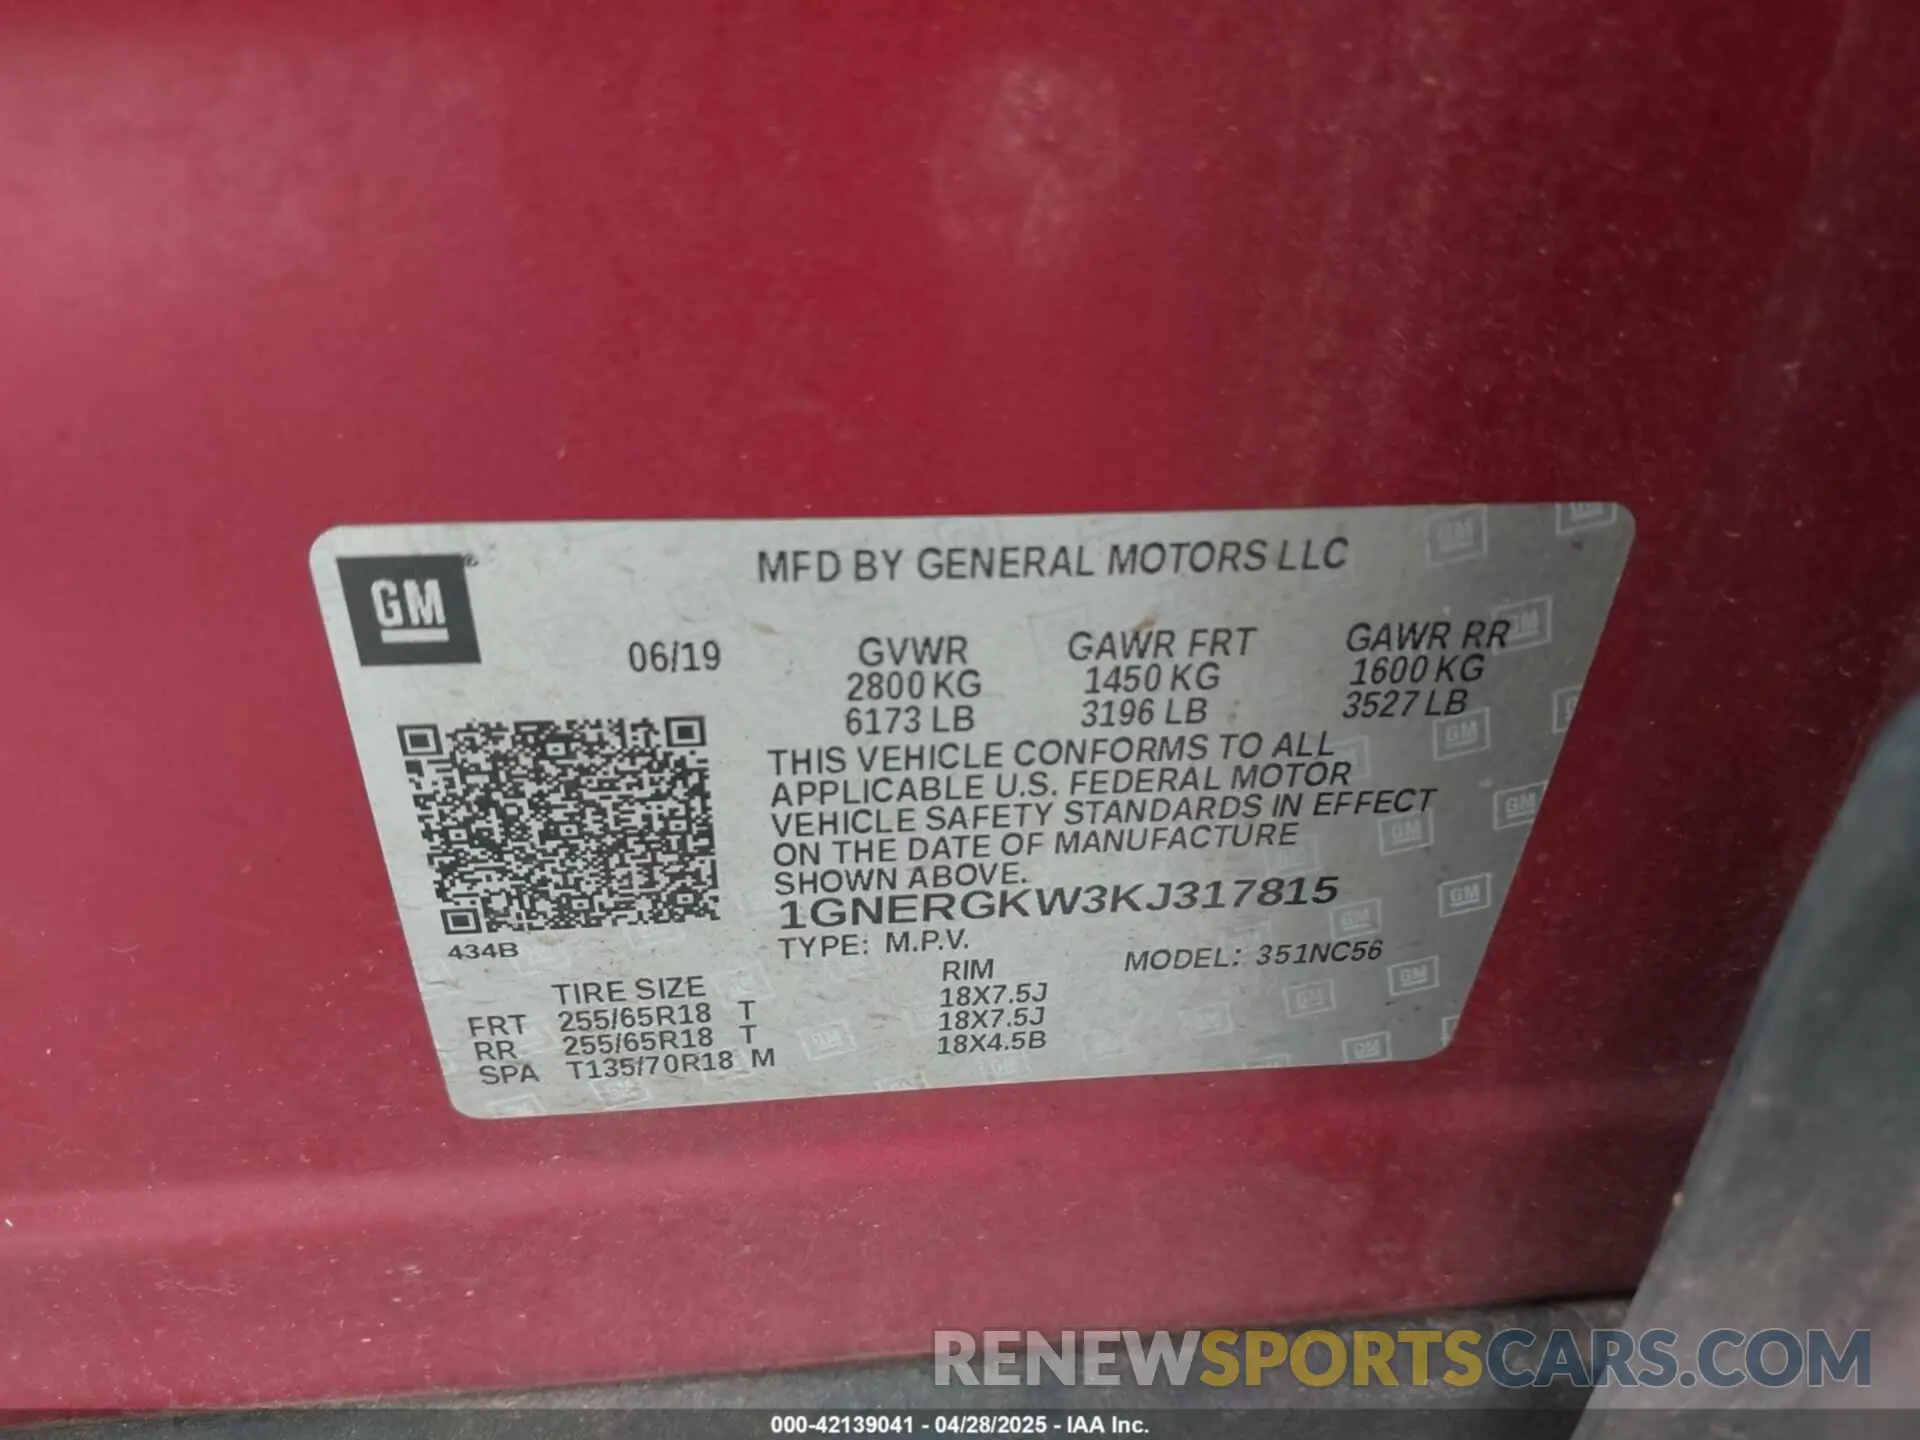 GM
MFD BY GENERAL MOTORS LLC
06/19 GVWR GAWR FRT GAWR RR
2800 KG 1450 KG 1600 KG
6173 LB 3196 LB 3527 LB
THIS VEHICLE CONFORMS TO ALL
APPLICABLE U.S. FEDERAL MOTOR
VEHICLE SAFETY STANDARDS IN EFFECT
ON THE DATE OF MANUFACTURE
SHOWN ABOVE.
1GNERGKW3KJ317815
434B
TYPE: M.P.V. MODEL: 351NC56
TIRE SIZE RIM
FRT 255/65R18 T 18X7.5J
RR 255/65R18 T 18X7.5J
SPA T135/70R18 M 18X4.5B
RENEWSPORTSCARS.COM
000-42139041 - 04/28/2025 - IAA Inc.